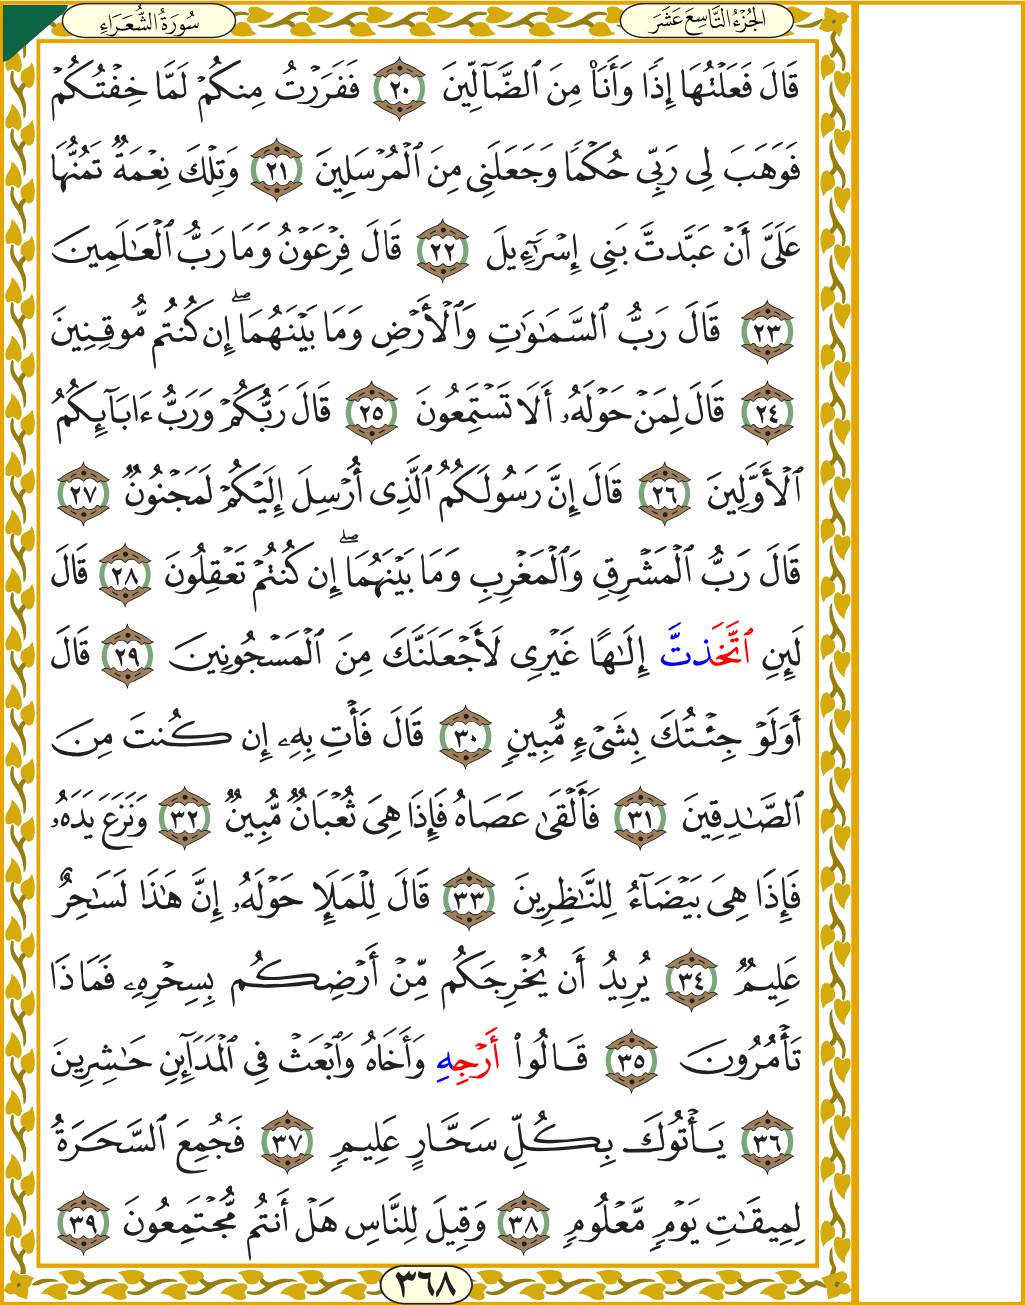 الجُزْءُ التَّاسِعَ عَشَرَ
سُورَةُ الشُّعَرَاءِ
قَالَ فَعَلۡتُهَآ إِذٗا وَأَنَا۠ مِنَ ٱلضَّآلِّينَ ٢٠ فَفَرَرۡتُ مِنكُمۡ لَمَّا خِفۡتُكُمۡ
فَوَهَبَ لِي رَبِّي حُكۡمٗا وَجَعَلَنِي مِنَ ٱلۡمُرۡسَلِينَ ٢١ وَتِلۡكَ نِعۡمَةٞ تَمُنُّهَا
عَلَيَّ أَنۡ عَبَّدتَّ بَنِيٓ إِسۡرَٰٓءِيلَ ٢٢ قَالَ فِرۡعَوۡنُ وَمَا رَبُّ ٱلۡعَٰلَمِينَ
٢٣ قَالَ رَبُّ ٱلسَّمَٰوَٰتِ وَٱلۡأَرۡضِ وَمَا بَيۡنَهُمَآۖ إِن كُنتُم مُّوقِنِينَ
٢٤ قَالَ لِمَنۡ حَوۡلَهُۥٓ أَلَا تَسۡتَمِعُونَ ٢٥ قَالَ رَبُّكُمۡ وَرَبُّ ءَابَآئِكُمُ
ٱلۡأَوَّلِينَ ٢٦ قَالَ إِنَّ رَسُولَكُمُ ٱلَّذِيٓ أُرۡسِلَ إِلَيۡكُمۡ لَمَجۡنُونٞ ٢٧
قَالَ رَبُّ ٱلۡمَشۡرِقِ وَٱلۡمَغۡرِبِ وَمَا بَيۡنَهُمَآۖ إِن كُنتُمۡ تَعۡقِلُونَ ٢٨ قَالَ
لَئِنِ ٱتَّخَذتَّ إِلَٰهًا غَيۡرِي لَأَجۡعَلَنَّكَ مِنَ ٱلۡمَسۡجُونِينَ ٢٩ قَالَ
أَوَلَوۡ جِئۡتُكَ بِشَيۡءٖ مُّبِينٖ ٣٠ قَالَ فَأۡتِ بِهِۦٓ إِن كُنتَ مِنَ
ٱلصَّٰدِقِينَ ٣١ فَأَلۡقَىٰ عَصَاهُ فَإِذَا هِيَ ثُعۡبَانٞ مُّبِينٞ ٣٢ وَنَزَعَ يَدَهُۥ
فَإِذَا هِيَ بَيۡضَآءُ لِلنَّٰظِرِينَ ٣٣ قَالَ لِلۡمَلَإِ حَوۡلَهُۥٓ إِنَّ هَٰذَا لَسَٰحِرٌ
عَلِيمٞ ٣٤ يُرِيدُ أَن يُخۡرِجَكُم مِّنۡ أَرۡضِكُم بِسِحۡرِهِۦ فَمَاذَا
تَأۡمُرُونَ ٣٥ قَالُوٓاْ أَرۡجِهِ وَأَخَاهُ وَٱبۡعَثۡ فِي ٱلۡمَدَآئِنِ حَٰشِرِينَ
٣٦ يَأۡتُوكَ بِكُلِّ سَحَّارٍ عَلِيمٖ ٣٧ فَجُمِعَ ٱلسَّحَرَةُ
لِمِيقَٰتِ يَوۡمٖ مَّعۡلُومٖ ٣٨ وَقِيلَ لِلنَّاسِ هَلۡ أَنتُم مُّجۡتَمِعُونَ ٣٩
٣٦٨